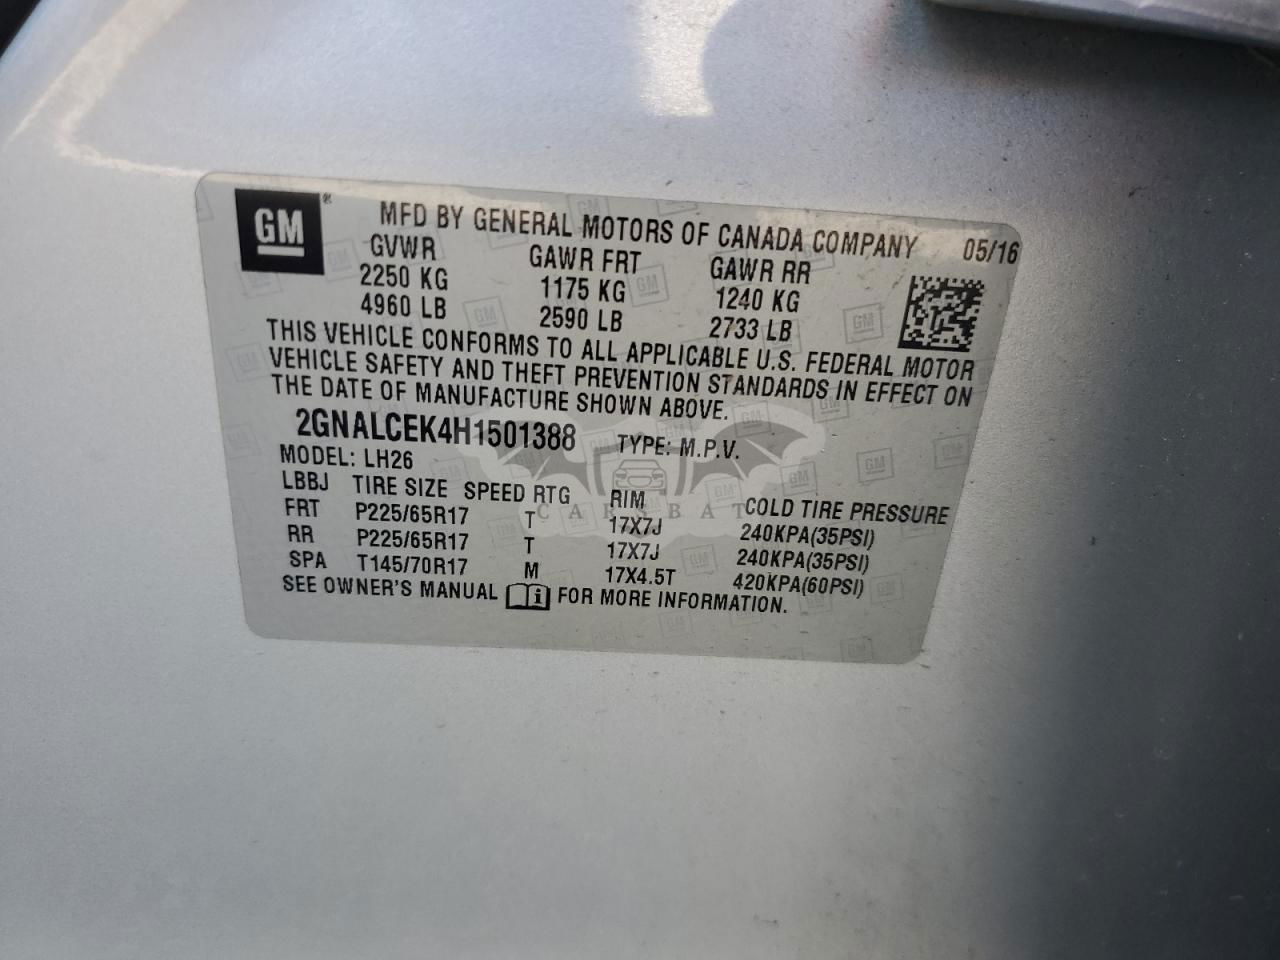 GM®
MFD BY GENERAL MOTORS OF CANADA COMPANY 05/16
GVWR GAWR FRT GAWR RR
2250 KG 1175 KG 1240 KG
4960 LB 2590 LB 2733 LB
THIS VEHICLE CONFORMS TO ALL APPLICABLE U.S. FEDERAL MOTOR
VEHICLE SAFETY AND THEFT PREVENTION STANDARDS IN EFFECT ON
THE DATE OF MANUFACTURE SHOWN ABOVE.
2GNALCEK4H1501388 TYPE: M.P.V.
MODEL: LH26
LBBJ TIRE SIZE SPEED RTG RIM COLD TIRE PRESSURE
FRT P225/65R17 T 17X7J 240KPA(35PSI)
RR P225/65R17 T 17X7J 240KPA(35PSI)
SPA T145/70R17 M 17X4.5T 420KPA(60PSI)
SEE OWNER'S MANUAL i FOR MORE INFORMATION.
CARSBAT